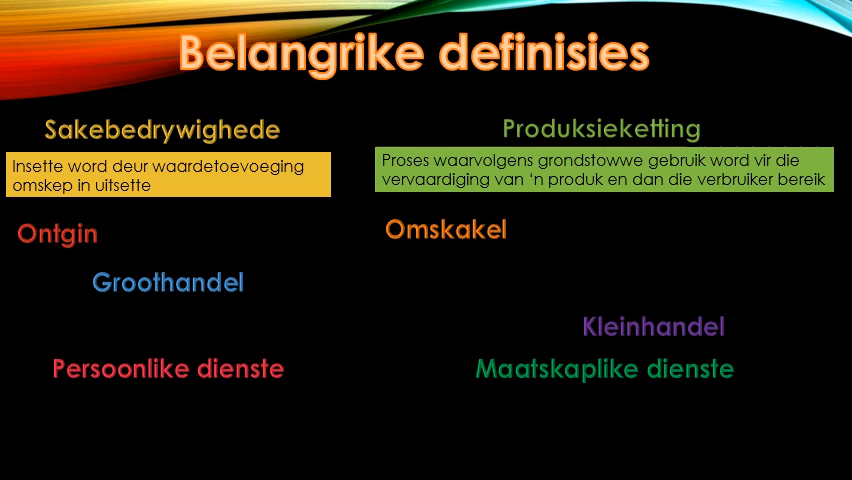 Belangrike definisies
Sakebedrywighede
Insette word deur waardetoevoeging
omskep in uitsette
Produksieketting
Proses waarvolgens grondstowwe gebruik word vir die
vervaardiging van ‘n produk en dan die verbruiker bereik
Ontgin
Omskakel
Groothandel
Kleinhandel
Persoonlike dienste
Maatskaplike dienste